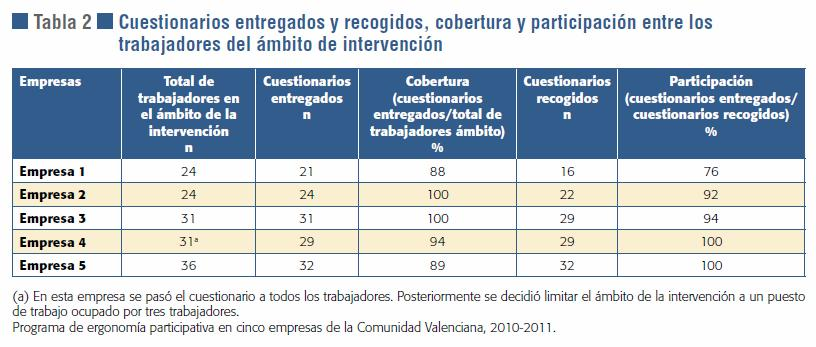 Tabla 2 Cuestionarios entregados y recogidos, cobertura y participación entre los
trabajadores del ámbito de intervención
Empresas Total de trabajadores en el ámbito de la intervención n Cuestionarios entregados n Cobertura (cuestionarios entregados/total de trabajadores ámbito) % Cuestionarios recogidos n Participación (cuestionarios entregados/ cuestionarios recogidos) %
Empresa 1 24 21 88 16 76
Empresa 2 24 24 100 22 92
Empresa 3 31 31 100 29 94
Empresa 4 31ª 29 94 29 100
Empresa 5 36 32 89 32 100
(a) En esta empresa se pasó el cuestionario a todos los trabajadores. Posteriormente se decidió limitar el ámbito de la intervención a un puesto
de trabajo ocupado por tres trabajadores.
Programa de ergonomía participativa en cinco empresas de la Comunidad Valenciana, 2010-2011.